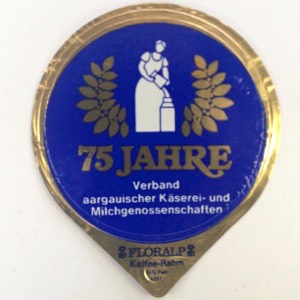 75 JAHRE
Verband
aargauischer Käserei- und
Milchgenossenschaften
FLORALP
Kaffee-Rahm